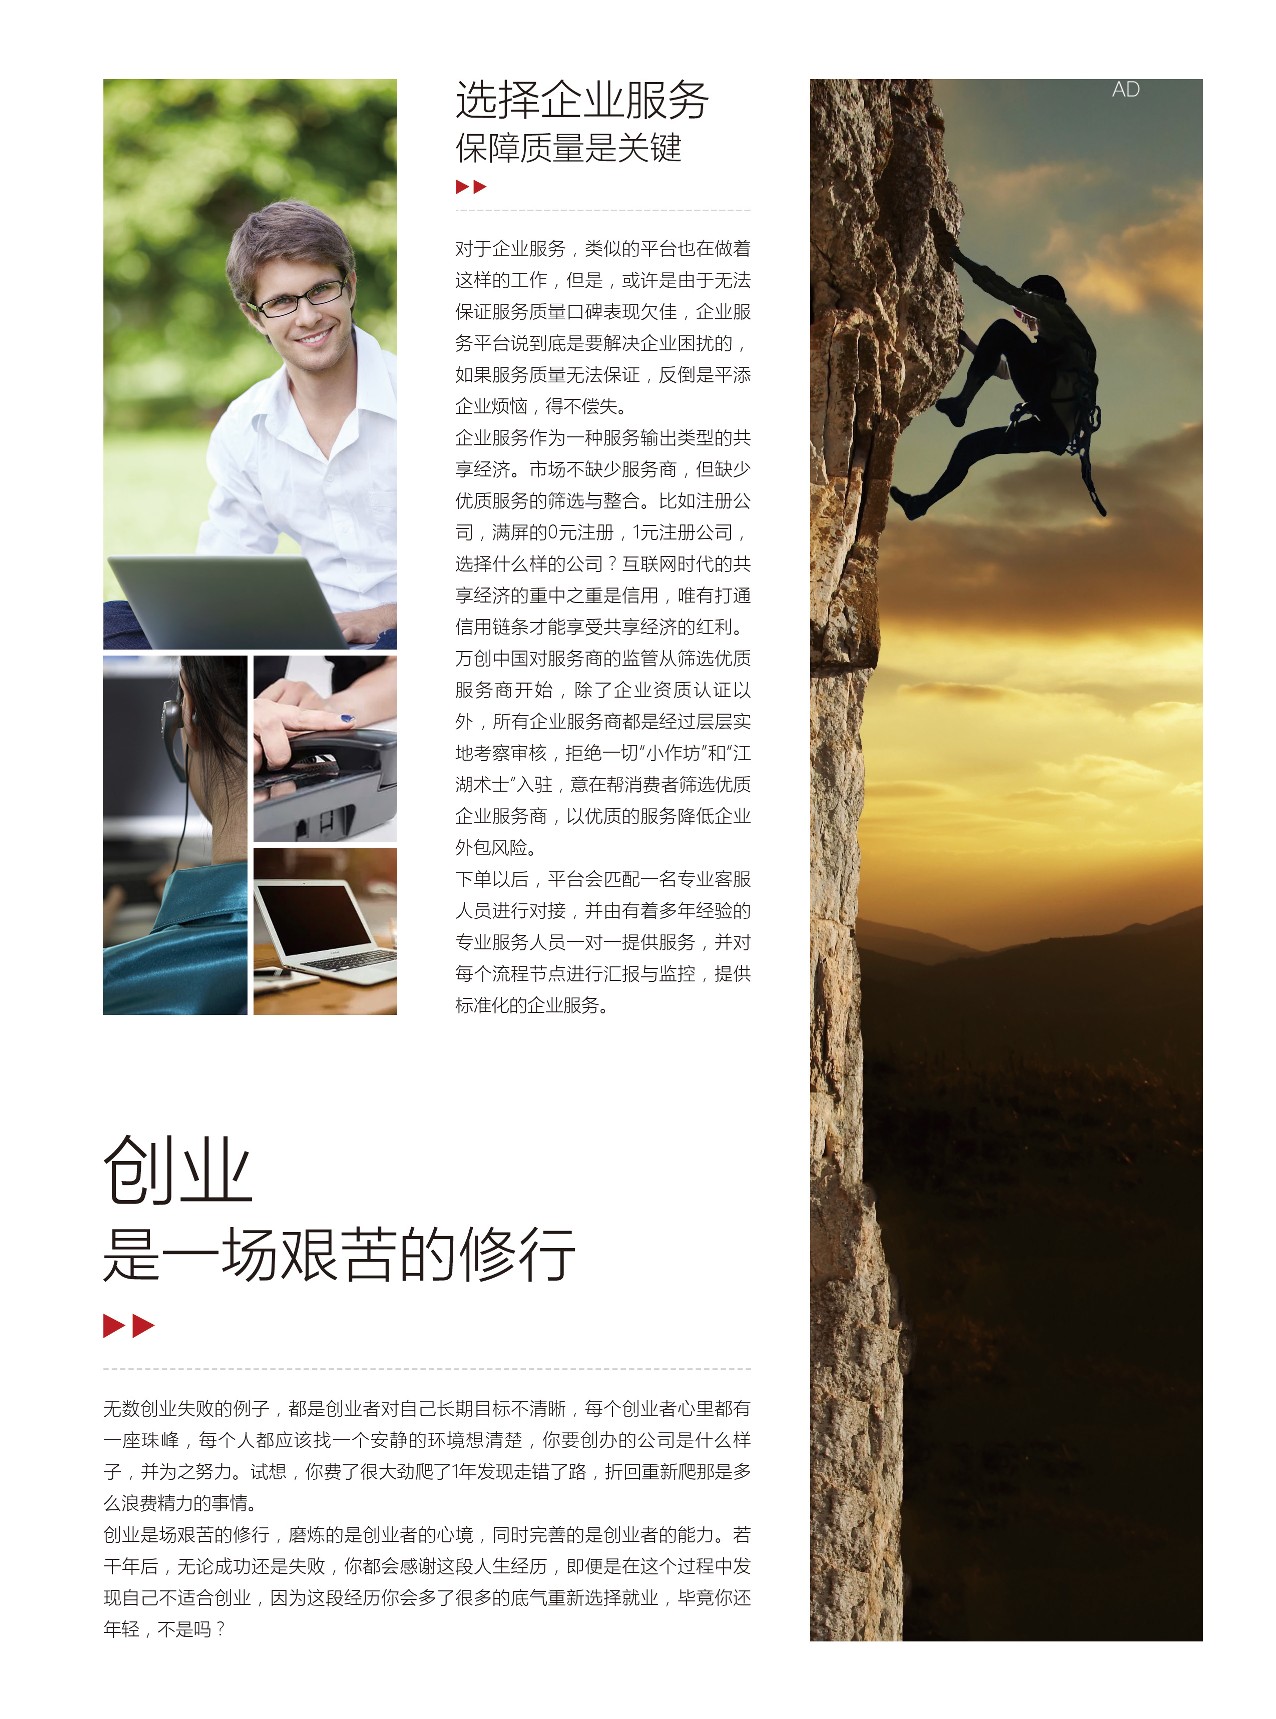 选择企业服务
保障质量是关键
对于企业服务，类似的平台也在做着
这样的工作，但是，或许是由于无法
保证服务质量口碑表现欠佳，企业服
务平台说到底是要解决企业困扰的，
如果服务质量无法保证，反倒是平添
企业烦恼，得不偿失。
企业服务作为一种服务输出类型的共
享经济。市场不缺少服务商，但缺少
优质服务的筛选与整合。比如注册公
司，满屏的0元注册，1元注册公司，
选择什么样的公司？互联网时代的共
享经济的重中之重是信用，唯有打通
信用链条才能享受共享经济的红利。
万创中国对服务商的监管从筛选优质
服务商开始，除了企业资质认证以
外，所有企业服务商都是经过层层实
地考察审核，拒绝一切“小作坊”和“江
湖术士”入驻，意在帮消费者筛选优质
企业服务商，以优质的服务降低企业
外包风险。
下单以后，平台会匹配一名专业客服
人员进行对接，并由有着多年经验的
专业服务人员一对一提供服务，并对
每个流程节点进行汇报与监控，提供
标准化的企业服务。
AD
创业
是一场艰苦的修行
无数创业失败的例子，都是创业者对自己长期目标不清晰，每个创业者心里都有
一座珠峰，每个人都应该找一个安静的环境想清楚，你要创办的公司是什么样
子，并为之努力。试想，你费了很大劲爬了1年发现走错了路，折回重新爬那是多
么浪费精力的事情。
创业是场艰苦的修行，磨炼的是创业者的心境，同时完善的是创业者的能力。若
干年后，无论成功还是失败，你都会感谢这段人生经历，即便是在这个过程中发
现自己不适合创业，因为这段经历你会多了很多的底气重新选择就业，毕竟你还
年轻，不是吗？